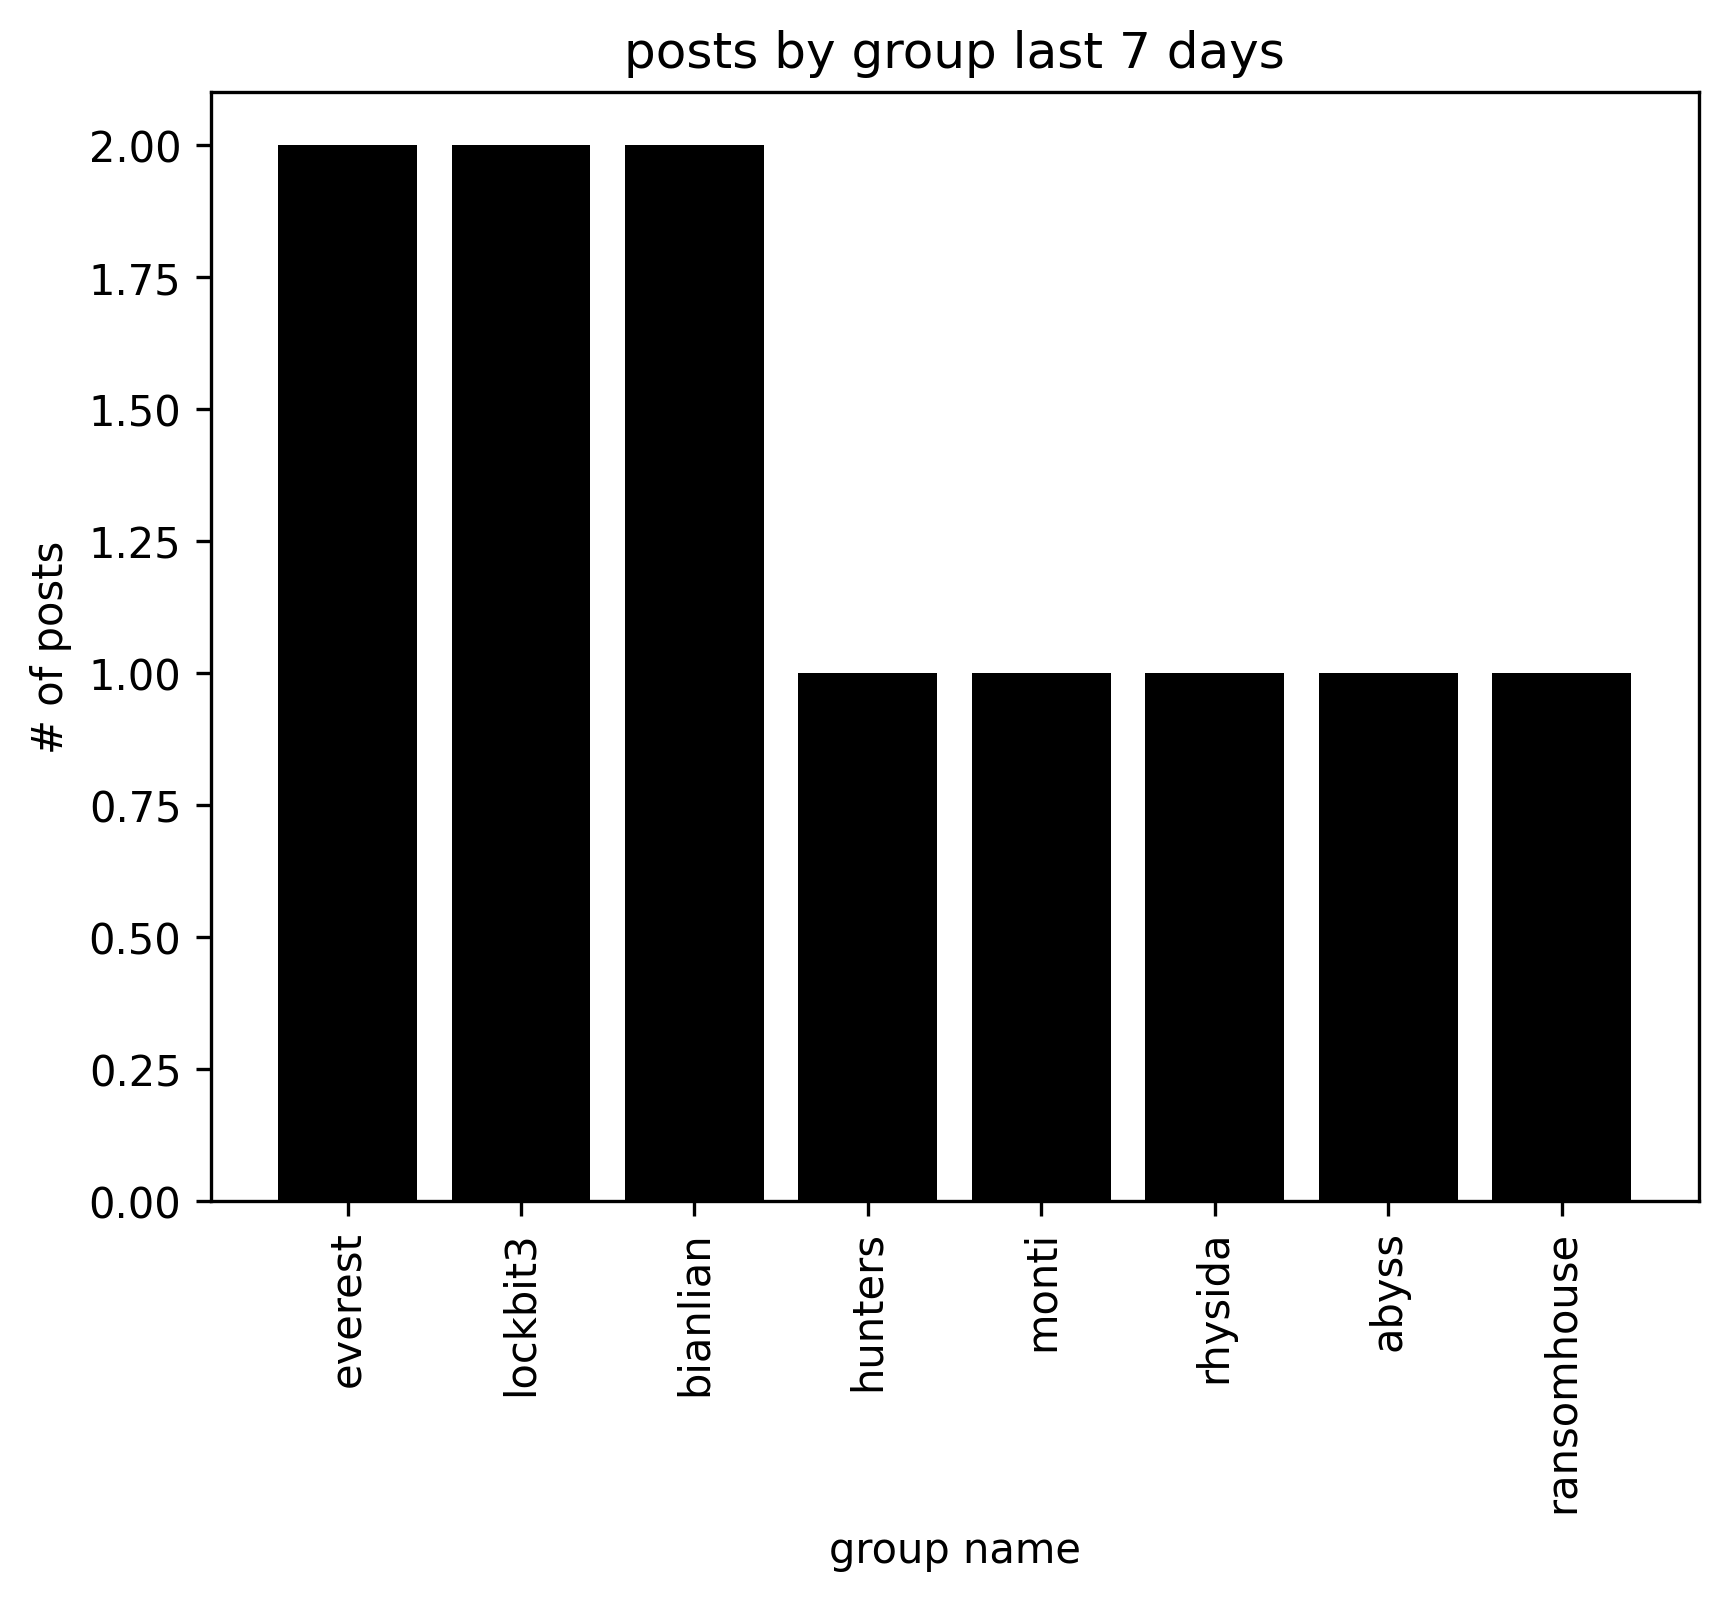 posts by group last 7 days
# of posts
2.00
1.75
1.50
1.25
1.00
0.75
0.50
0.25
0.00
everest
lockbit3
bianlian
hunters
monti
rhysida
abyss
ransomhouse
group name